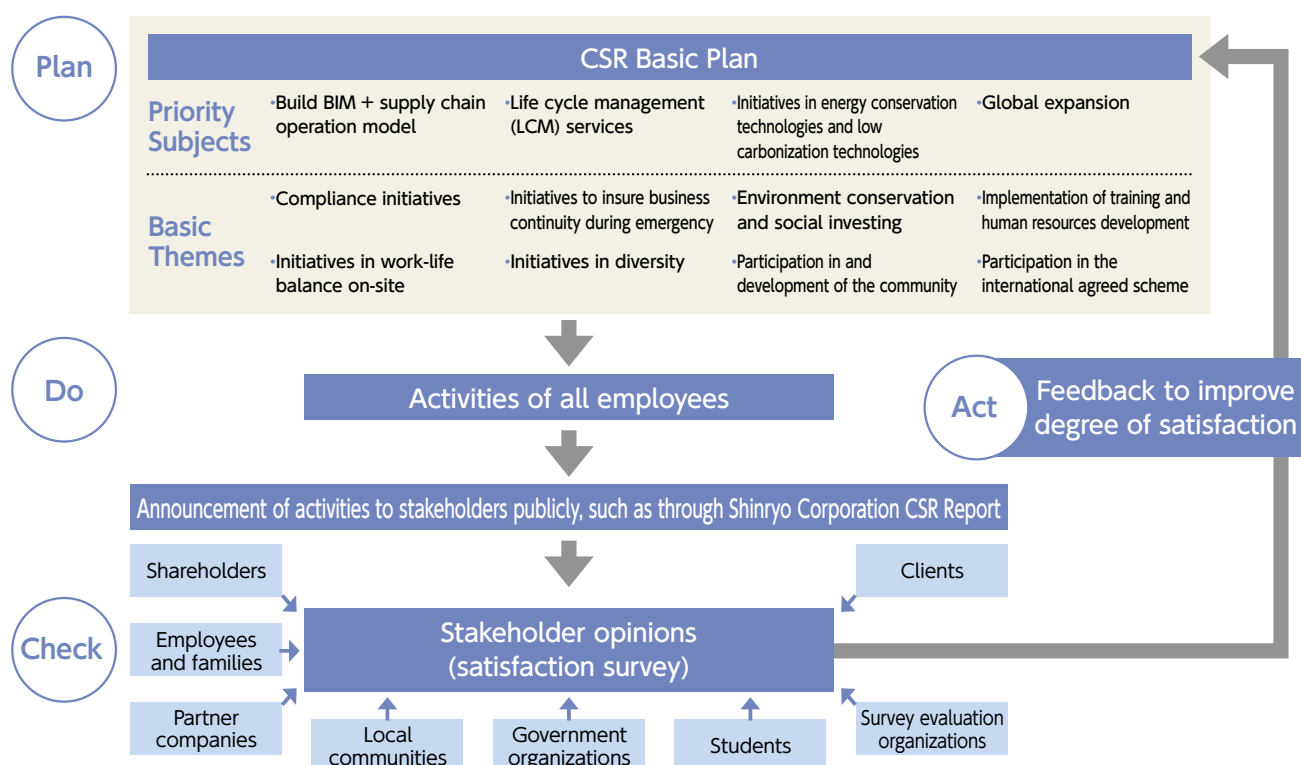 Plan
CSR Basic Plan
Priority
Subjects
・Build BIM + supply chain
operation model
・Life cycle management
(LCM) services
・Initiatives in energy conservation
technologies and low
carbonization technologies
・Global expansion
Basic
Themes
・Compliance initiatives
・Initiatives to insure business
continuity during emergency
・Environment conservation
and social investing
・Implementation of training and
human resources development
・Initiatives in work-life
balance on-site
・Initiatives in diversity
・Participation in and
development of the community
・Participation in the
international agreed scheme
Do
Activities of all employees
Act
Feedback to improve
degree of satisfaction
Announcement of activities to stakeholders publicly, such as through Shinryo Corporation CSR Report
Check
Shareholders
Clients
Employees
and families
Stakeholder opinions
(satisfaction survey)
Partner
companies
Local
communities
Government
organizations
Students
Survey evaluation
organizations